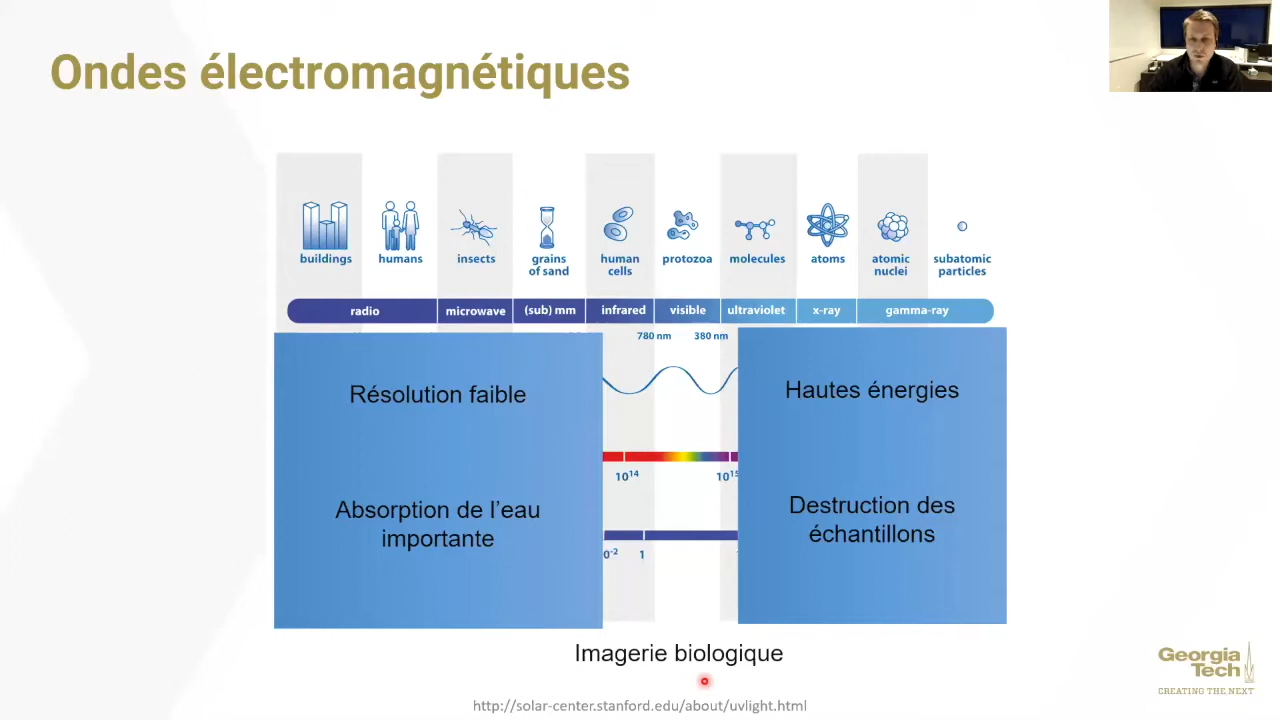 Ondes électromagnétiques
buildings humans insects grains of sand human cells protozoa molecules atoms atomic nuclei subatomic particles
radio microwave (sub) mm infrared visible ultraviolet x-ray gamma-ray
780 nm 380 nm
Résolution faible
Hautes énergies
10¹⁴ 10¹⁵
Absorption de l’eau
importante
Destruction des
échantillons
0⁻² 1
Imagerie biologique
http://solar-center.stanford.edu/about/uvlight.html
Georgia
Tech
CREATING THE NEXT